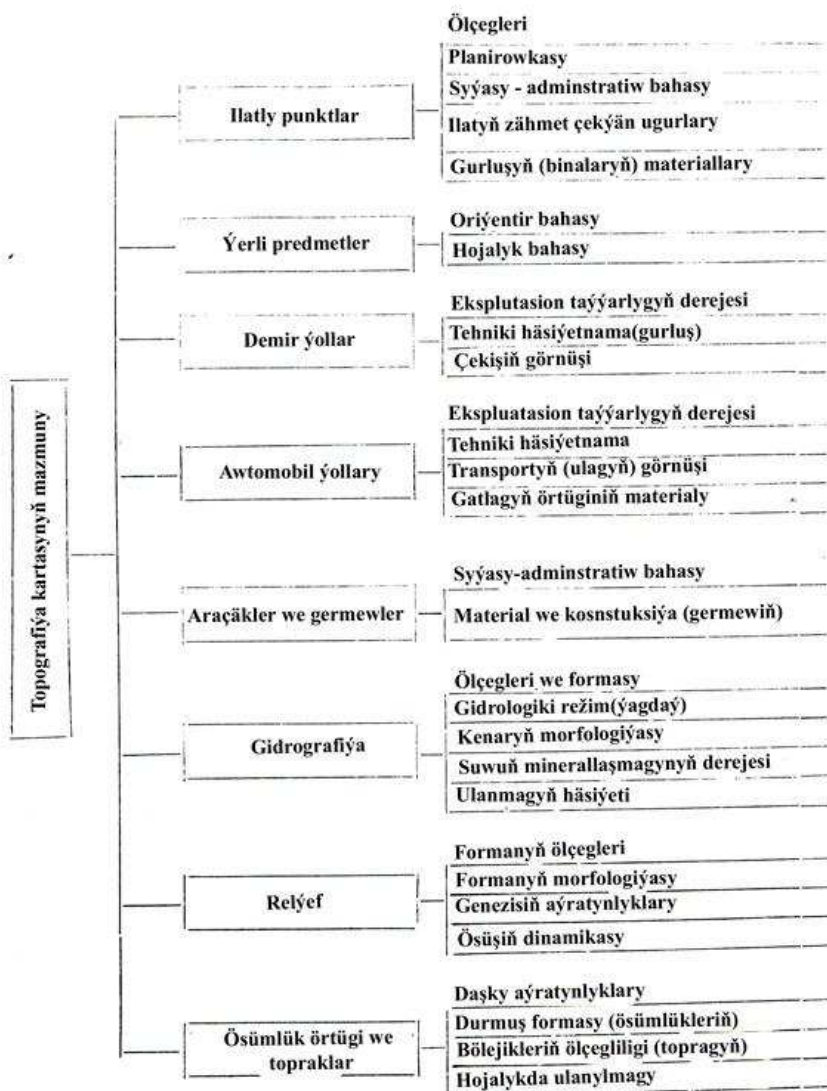 Topografiýa kartasynyň mazmuny
Ilatly punktlar
Ölçegleri
Planirowkasy
Syýasy - adminstratiw bahasy
Ilatyň zähmet çekýän ugurlary
Gurluşyň (binalaryň) materiallary
Ýerli predmetler
Oriýentir bahasy
Hojalyk bahasy
Demir ýollar
Eksplutasion taýýarlygyň derejesi
Tehniki häsiýetnama(gurluş)
Çekişiň görnüşi
Awtomobil ýollary
Ekspluatasion taýýarlygyň derejesi
Tehniki häsiýetnama
Transportyň (ulagyň) görnüşi
Gatlagyň örtüginiň materialy
Araçäkler we germewler
Syýasy-adminstratiw bahasy
Material we kosnstuksiýa (germewiň)
Gidrografiýa
Ölçegleri we formasy
Gidrologiki režim(ýagdaý)
Kenaryň morfologiýasy
Suwuň minerallaşmagynyň derejesi
Ulanmagyň häsiýeti
Relýef
Formanyň ölçegleri
Formanyň morfologiýasy
Genezisiň aýratynlyklary
Ösüşiň dinamikasy
Ösümlük örtügi we
topraklar
Daşky aýratynlyklary
Durmuş formasy (ösümlükleriň)
Bölejikleriň ölçegliligi (topragyň)
Hojalykda ulanylmagy